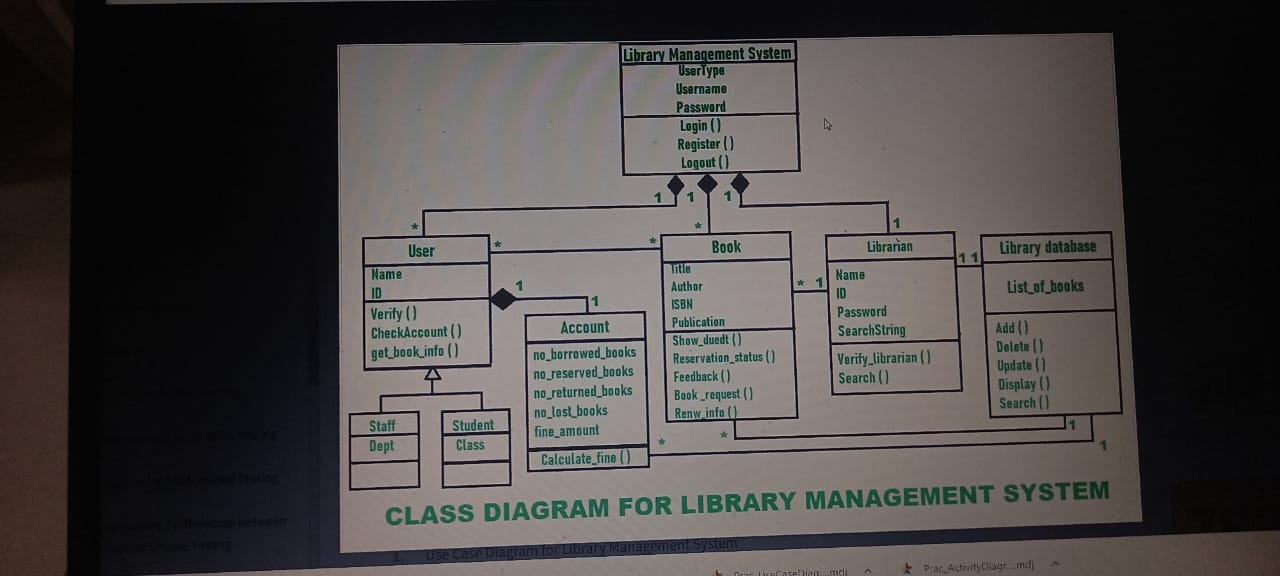 Library Management System
UserType
Username
Password
Login ()
Register ()
Logout ()
1 1 1
* * 1
User
Name
ID
Verify ()
CheckAccount ()
get_book_info ()
* *
1
1
Account
no_borrowed_books
no_reserved_books
no_returned_books
no_lost_books
fine_amount
Calculate_fine ()
Book
Title
Author
ISBN
Publication
Show_duedt ()
Reservation_status ()
Feedback ()
Book_request ()
Renw_info ()
* 1
Librarian
Name
ID
Password
SearchString
Verify_librarian ()
Search ()
1 1
Library database
List_of_books
Add ()
Delete ()
Update ()
Display ()
Search ()
Staff
Dept
Student
Class
* 1
* 1
CLASS DIAGRAM FOR LIBRARY MANAGEMENT SYSTEM
1. Use Case Diagram for Library Management System
Prac_UseCaseDiag...mdj
Prac_ActivityDiagr...mdj